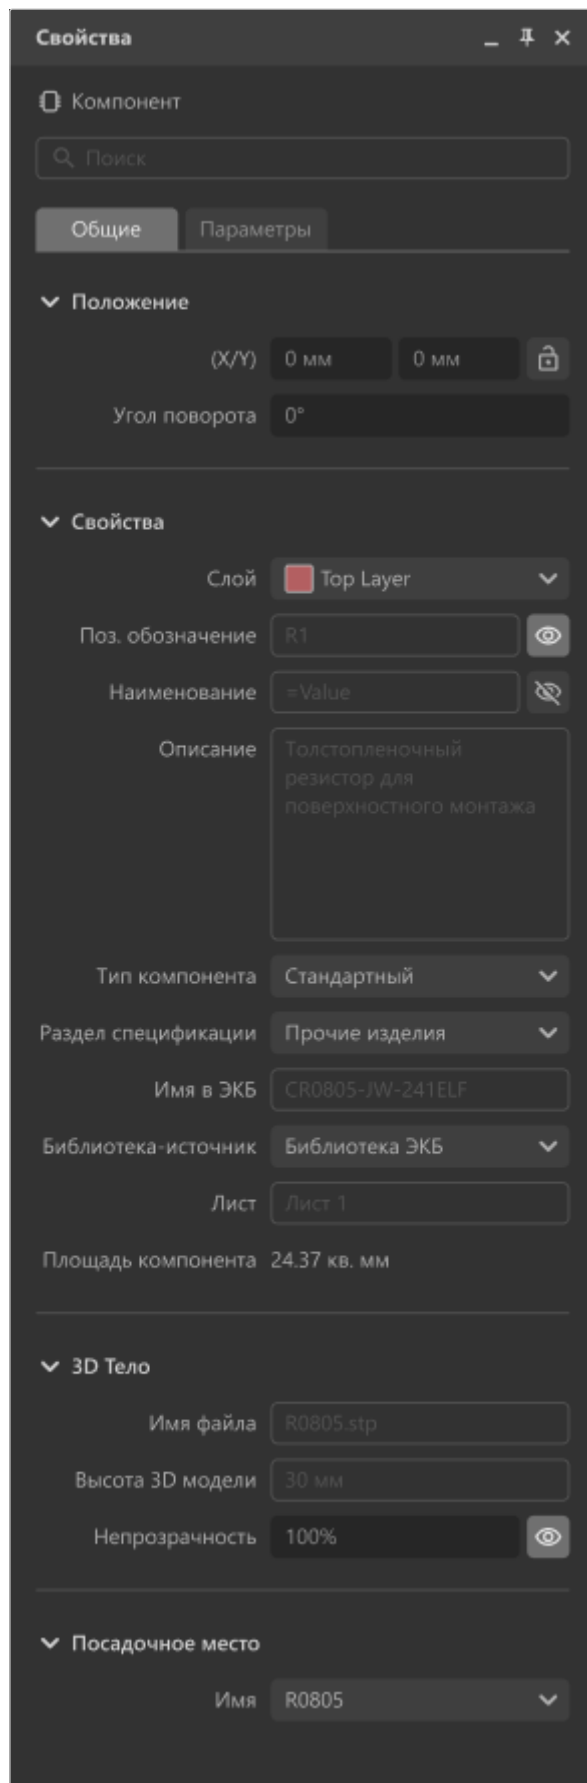 Свойства
Компонент
Поиск
Общие Параметры
Положение
(X/Y) 0 мм 0 мм
Угол поворота 0°
Свойства
Слой Top Layer
Поз. обозначение R1
Наименование =Value
Описание Толстопленочный
резистор для
поверхностного монтажа
Тип компонента Стандартный
Раздел спецификации Прочие изделия
Имя в ЭКБ CR0805-JW-241ELF
Библиотека-источник Библиотека ЭКБ
Лист Лист 1
Площадь компонента 24.37 кв. мм
3D Тело
Имя файла R0805.stp
Высота 3D модели 30 мм
Непрозрачность 100%
Посадочное место
Имя R0805